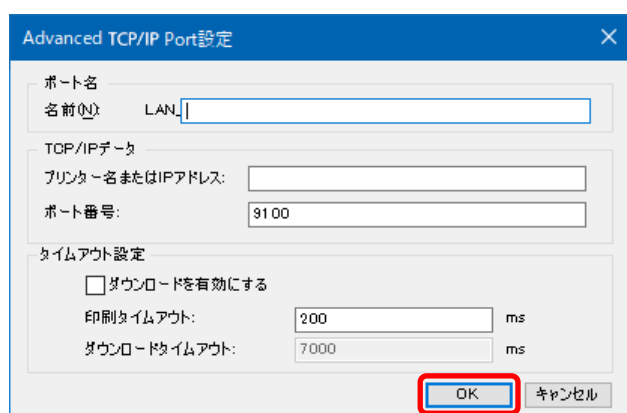 Advanced TCP/IP Port設定
ポート名
名前(N): LAN_
TCP/IPデータ
プリンター名またはIPアドレス:
ポート番号: 9100
タイムアウト設定
ダウンロードを有効にする
印刷タイムアウト: 200 ms
ダウンロードタイムアウト: 7000 ms
OK キャンセル